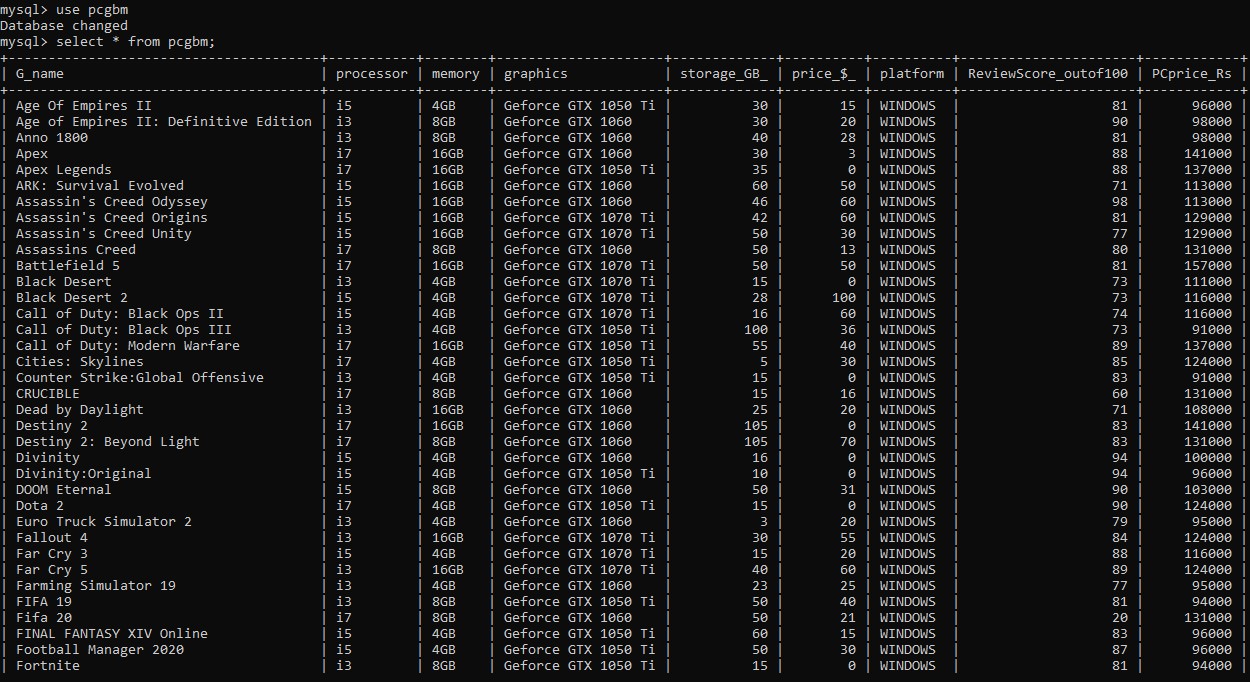 mysql> use pcgbm
Database changed
mysql> select * from pcgbm;
+---------------------------------------+-----------+--------+---------------------+-------------+----------+----------+----------------------+------------+
| G_name                                | processor | memory | graphics            | storage_GB_ | price_$_ | platform | ReviewScore_outof100 | PCprice_Rs |
+---------------------------------------+-----------+--------+---------------------+-------------+----------+----------+----------------------+------------+
| Age Of Empires II                     | i5        | 4GB    | Geforce GTX 1050 Ti |          30 |       15 | WINDOWS  |                   81 |      96000 |
| Age of Empires II: Definitive Edition | i3        | 8GB    | Geforce GTX 1060    |          30 |       20 | WINDOWS  |                   90 |      98000 |
| Anno 1800                             | i3        | 8GB    | Geforce GTX 1060    |          40 |       28 | WINDOWS  |                   81 |      98000 |
| Apex                                  | i7        | 16GB   | Geforce GTX 1060    |          30 |        3 | WINDOWS  |                   88 |     141000 |
| Apex Legends                          | i7        | 16GB   | Geforce GTX 1050 Ti |          35 |        0 | WINDOWS  |                   88 |     137000 |
| ARK: Survival Evolved                 | i5        | 16GB   | Geforce GTX 1060    |          60 |       50 | WINDOWS  |                   71 |     113000 |
| Assassin's Creed Odyssey              | i5        | 16GB   | Geforce GTX 1060    |          46 |       60 | WINDOWS  |                   98 |     113000 |
| Assassin's Creed Origins              | i5        | 16GB   | Geforce GTX 1070 Ti |          42 |       60 | WINDOWS  |                   81 |     129000 |
| Assassin's Creed Unity                | i5        | 16GB   | Geforce GTX 1070 Ti |          50 |       30 | WINDOWS  |                   77 |     129000 |
| Assassins Creed                       | i7        | 8GB    | Geforce GTX 1060    |          50 |       13 | WINDOWS  |                   80 |     131000 |
| Battlefield 5                         | i7        | 16GB   | Geforce GTX 1070 Ti |          50 |       50 | WINDOWS  |                   81 |     157000 |
| Black Desert                          | i3        | 4GB    | Geforce GTX 1070 Ti |          15 |        0 | WINDOWS  |                   73 |     111000 |
| Black Desert 2                        | i5        | 4GB    | Geforce GTX 1070 Ti |          28 |      100 | WINDOWS  |                   73 |     116000 |
| Call of Duty: Black Ops II            | i5        | 4GB    | Geforce GTX 1070 Ti |          16 |       60 | WINDOWS  |                   74 |     116000 |
| Call of Duty: Black Ops III           | i3        | 4GB    | Geforce GTX 1050 Ti |         100 |       36 | WINDOWS  |                   73 |      91000 |
| Call of Duty: Modern Warfare          | i7        | 16GB   | Geforce GTX 1050 Ti |          55 |       40 | WINDOWS  |                   89 |     137000 |
| Cities: Skylines                      | i7        | 4GB    | Geforce GTX 1050 Ti |           5 |       30 | WINDOWS  |                   85 |     124000 |
| Counter Strike:Global Offensive       | i3        | 4GB    | Geforce GTX 1050 Ti |          15 |        0 | WINDOWS  |                   83 |      91000 |
| CRUCIBLE                              | i7        | 8GB    | Geforce GTX 1060    |          15 |       16 | WINDOWS  |                   60 |     131000 |
| Dead by Daylight                      | i3        | 16GB   | Geforce GTX 1060    |          25 |       20 | WINDOWS  |                   71 |     108000 |
| Destiny 2                             | i7        | 16GB   | Geforce GTX 1060    |         105 |        0 | WINDOWS  |                   83 |     141000 |
| Destiny 2: Beyond Light               | i7        | 8GB    | Geforce GTX 1060    |         105 |       70 | WINDOWS  |                   83 |     131000 |
| Divinity                              | i5        | 4GB    | Geforce GTX 1060    |          16 |        0 | WINDOWS  |                   94 |     100000 |
| Divinity:Original                     | i5        | 4GB    | Geforce GTX 1050 Ti |          10 |        0 | WINDOWS  |                   94 |      96000 |
| DOOM Eternal                          | i5        | 8GB    | Geforce GTX 1060    |          50 |       31 | WINDOWS  |                   90 |     103000 |
| Dota 2                                | i7        | 4GB    | Geforce GTX 1050 Ti |          15 |        0 | WINDOWS  |                   90 |     124000 |
| Euro Truck Simulator 2                | i3        | 4GB    | Geforce GTX 1060    |           3 |       20 | WINDOWS  |                   79 |      95000 |
| Fallout 4                             | i3        | 16GB   | Geforce GTX 1070 Ti |          30 |       55 | WINDOWS  |                   84 |     124000 |
| Far Cry 3                             | i5        | 4GB    | Geforce GTX 1070 Ti |          15 |       20 | WINDOWS  |                   88 |     116000 |
| Far Cry 5                             | i3        | 16GB   | Geforce GTX 1070 Ti |          40 |       60 | WINDOWS  |                   89 |     124000 |
| Farming Simulator 19                  | i3        | 4GB    | Geforce GTX 1060    |          23 |       25 | WINDOWS  |                   77 |      95000 |
| FIFA 19                               | i3        | 8GB    | Geforce GTX 1050 Ti |          50 |       40 | WINDOWS  |                   81 |      94000 |
| Fifa 20                               | i7        | 8GB    | Geforce GTX 1060    |          50 |       21 | WINDOWS  |                   20 |     131000 |
| FINAL FANTASY XIV Online              | i5        | 4GB    | Geforce GTX 1050 Ti |          60 |       15 | WINDOWS  |                   83 |      96000 |
| Football Manager 2020                 | i5        | 4GB    | Geforce GTX 1050 Ti |          50 |       30 | WINDOWS  |                   87 |      96000 |
| Fortnite                              | i3        | 8GB    | Geforce GTX 1050 Ti |          15 |        0 | WINDOWS  |                   81 |      94000 |